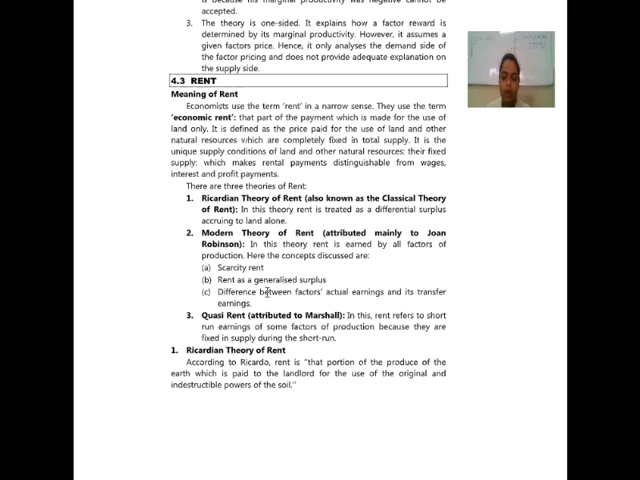 accepted.
3. The theory is one-sided. It explains how a factor reward is
determined by its marginal productivity. However, it assumes a
given factors price. Hence, it only analyses the demand side of
the factor pricing and does not provide adequate explanation on
the supply side.
4.3 RENT
Meaning of Rent
Economists use the term 'rent' in a narrow sense. They use the term
'economic rent': that part of the payment which is made for the use of
land only. It is defined as the price paid for the use of land and other
natural resources which are completely fixed in total supply. It is the
unique supply conditions of land and other natural resources: their fixed
supply: which makes rental payments distinguishable from wages,
interest and profit payments.
There are three theories of Rent:
1. Ricardian Theory of Rent (also known as the Classical Theory
of Rent): In this theory rent is treated as a differential surplus
accruing to land alone.
2. Modern Theory of Rent (attributed mainly to Joan
Robinson): In this theory rent is earned by all factors of
production. Here the concepts discussed are:
(a) Scarcity rent
(b) Rent as a generalised surplus
(c) Difference between factors' actual earnings and its transfer
earnings.
3. Quasi Rent (attributed to Marshall): In this, rent refers to short
run earnings of some factors of production because they are
fixed in supply during the short-run.
1. Ricardian Theory of Rent
According to Ricardo, rent is "that portion of the produce of the
earth which is paid to the landlord for the use of the original and
indestructible powers of the soil."